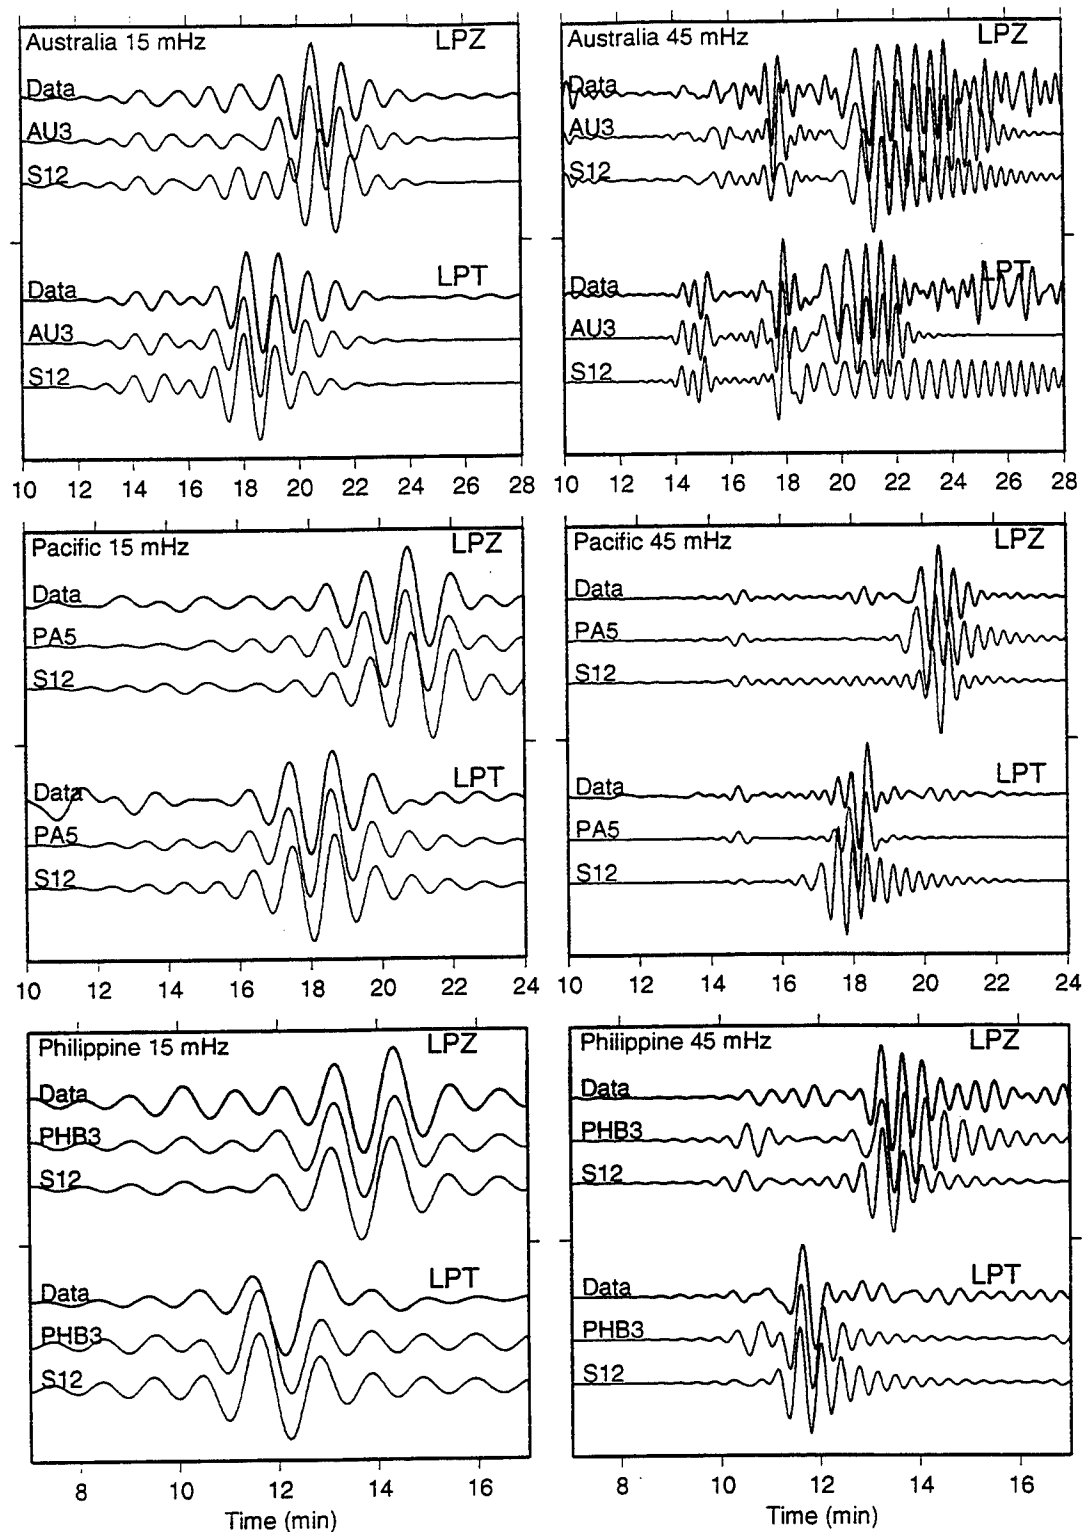 Australia 15 mHz LPZ
Data
AU3
S12
LPT
Data
AU3
S12
10 12 14 16 18 20 22 24 26 28
Australia 45 mHz LPZ
Data
AU3
S12
LPT
Data
AU3
S12
10 12 14 16 18 20 22 24 26 28
Pacific 15 mHz LPZ
Data
PA5
S12
LPT
Data
PA5
S12
10 12 14 16 18 20 22 24
Pacific 45 mHz LPZ
Data
PA5
S12
LPT
Data
PA5
S12
10 12 14 16 18 20 22 24
Philippine 15 mHz LPZ
Data
PHB3
S12
LPT
Data
PHB3
S12
8 10 12 14 16
Time (min)
Philippine 45 mHz LPZ
Data
PHB3
S12
LPT
Data
PHB3
S12
8 10 12 14 16
Time (min)